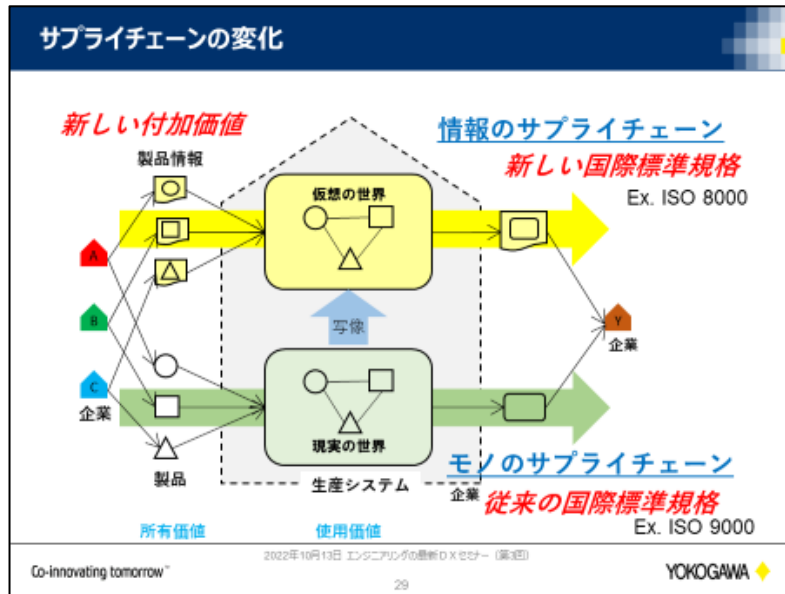 サプライチェーンの変化
新しい付加価値
製品情報
情報のサプライチェーン
新しい国際標準規格
Ex. ISO 8000
仮想の世界
A
B
C
企業
写像
Y
企業
現実の世界
製品
生産システム
企業
モノのサプライチェーン
従来の国際標準規格
Ex. ISO 9000
所有価値
使用価値
2022年10月13日 エンジニアリングの最新DXセミナー（第3回）
Co-innovating tomorrow™
YOKOGAWA
29